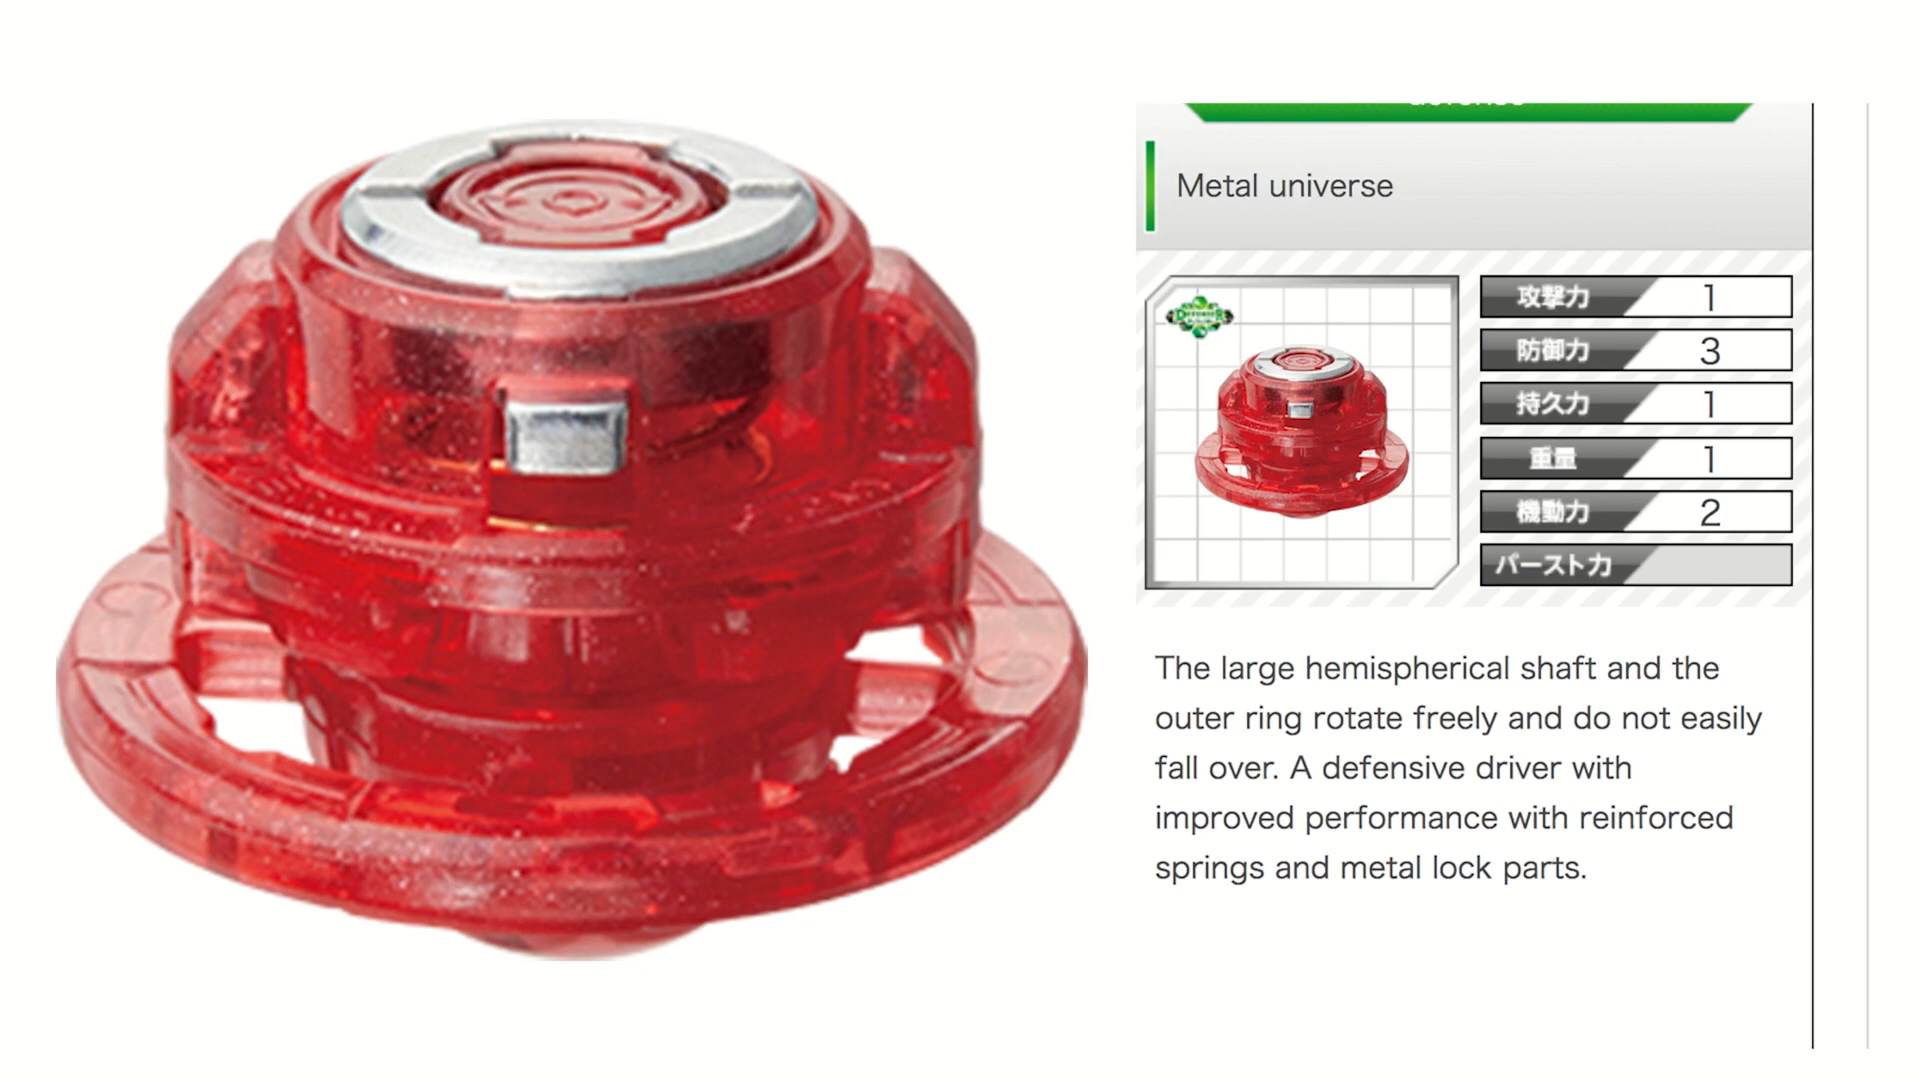 Metal universe
DEFENSE
攻撃力 1
防御力 3
持久力 1
重量 1
機動力 2
バースト力
The large hemispherical shaft and the
outer ring rotate freely and do not easily
fall over. A defensive driver with
improved performance with reinforced
springs and metal lock parts.